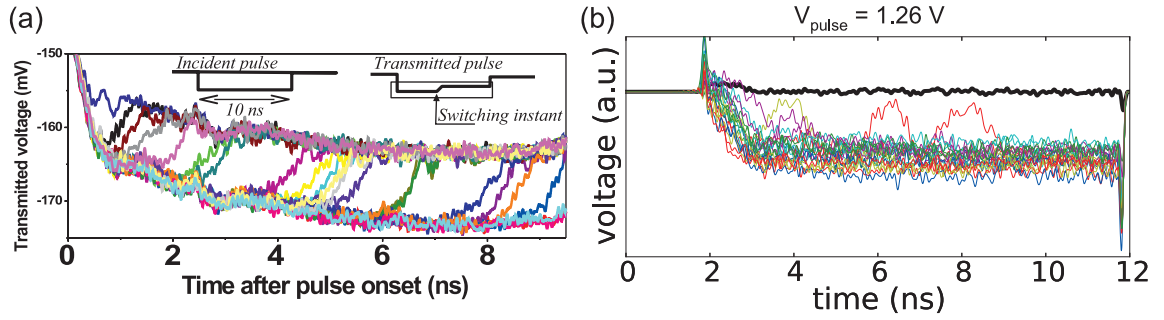 (a)
Transmitted voltage (mV)
-150
-160
-170
Incident pulse
10 ns
Transmitted pulse
Switching instant
0 2 4 6 8
Time after pulse onset (ns)
(b)
V_pulse = 1.26 V
voltage (a.u.)
0 2 4 6 8 10 12
time (ns)